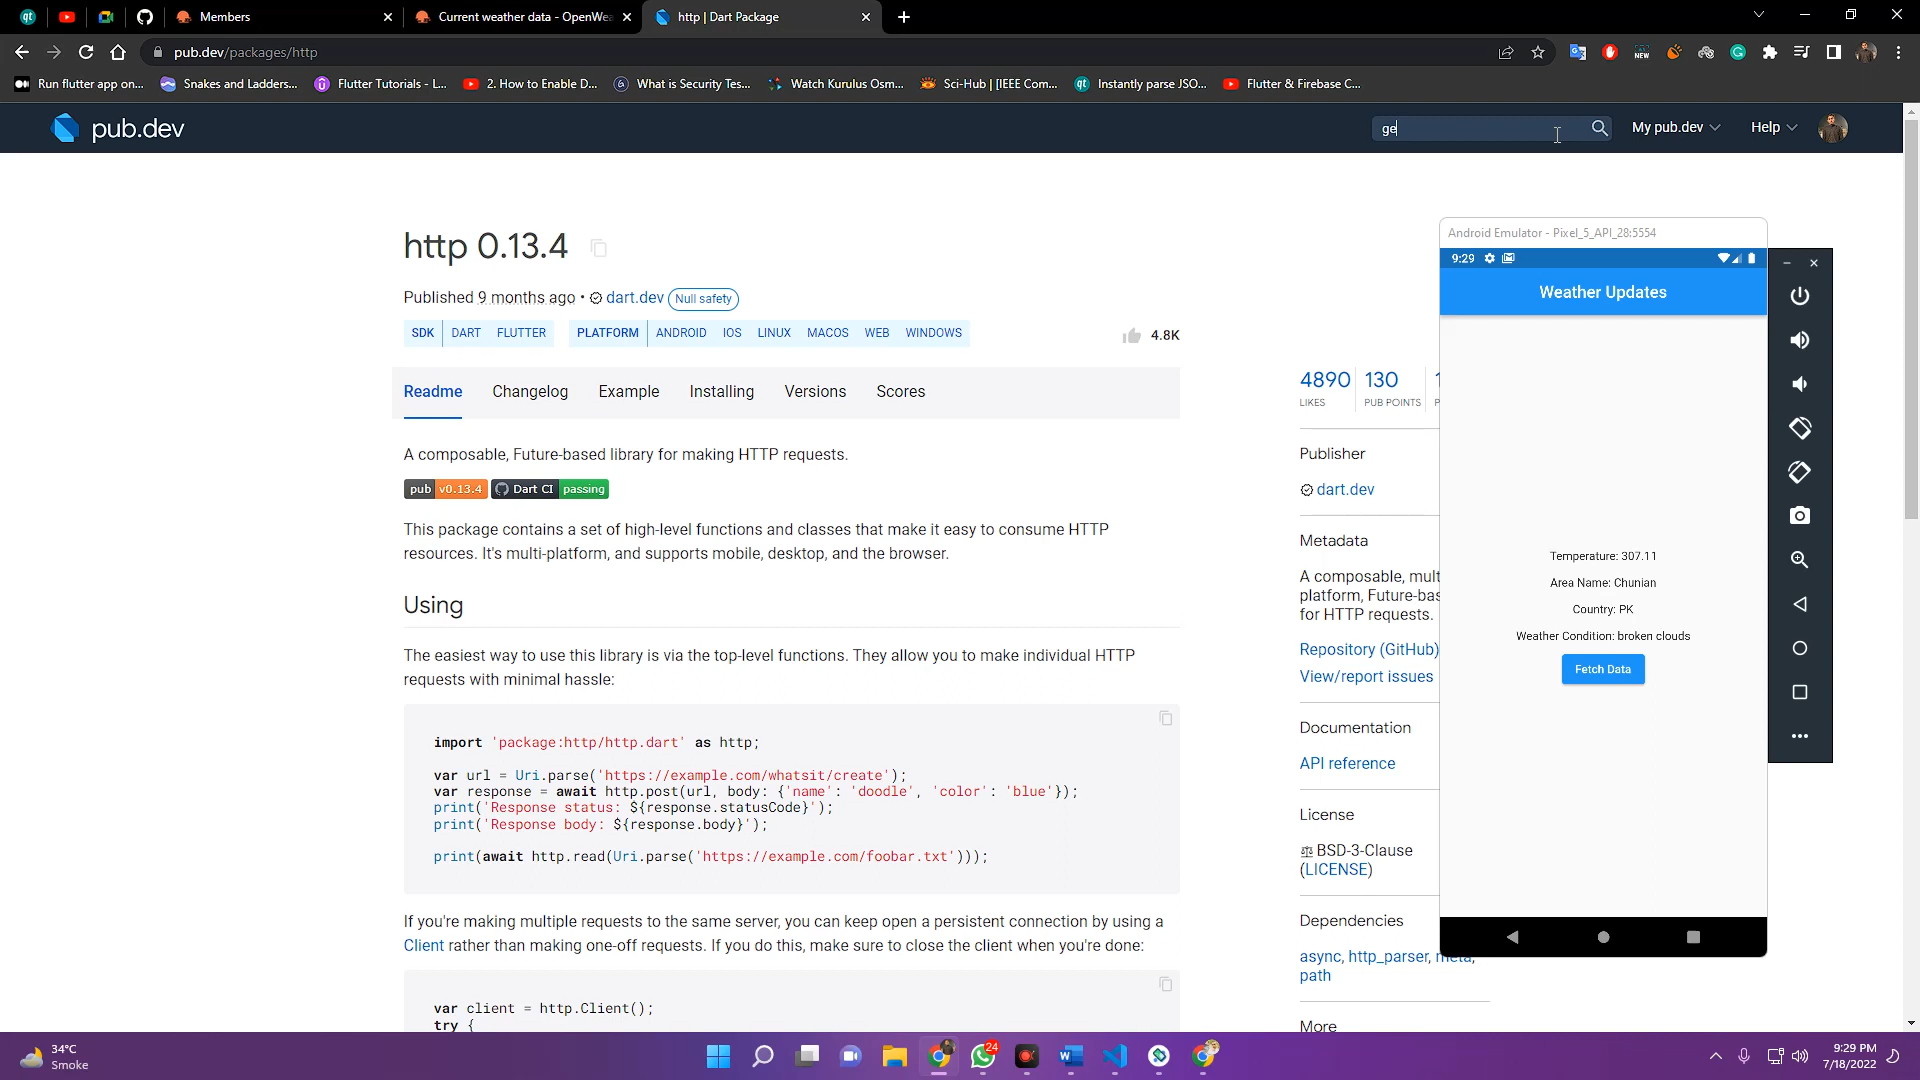 Members
Current weather data - OpenWea
http | Dart Package
pub.dev/packages/http
Run flutter app on...
Snakes and Ladders...
Flutter Tutorials - L...
2. How to Enable D...
What is Security Tes...
Watch Kurulus Osm...
Sci-Hub | [IEEE Com...
Instantly parse JSO...
Flutter & Firebase C...
pub.dev
ge
My pub.dev
Help
http 0.13.4
Published 9 months ago • dart.dev Null safety
SDK DART FLUTTER PLATFORM ANDROID IOS LINUX MACOS WEB WINDOWS
4.8K
Readme Changelog Example Installing Versions Scores
A composable, Future-based library for making HTTP requests.
pub v0.13.4 Dart CI passing
This package contains a set of high-level functions and classes that make it easy to consume HTTP
resources. It's multi-platform, and supports mobile, desktop, and the browser.
Using
The easiest way to use this library is via the top-level functions. They allow you to make individual HTTP
requests with minimal hassle:
import 'package:http/http.dart' as http;
var url = Uri.parse('https://example.com/whatsit/create');
var response = await http.post(url, body: {'name': 'doodle', 'color': 'blue'});
print('Response status: ${response.statusCode}');
print('Response body: ${response.body}');
print(await http.read(Uri.parse('https://example.com/foobar.txt')));
If you're making multiple requests to the same server, you can keep open a persistent connection by using a
Client rather than making one-off requests. If you do this, make sure to close the client when you're done:
var client = http.Client();
try {
4890 130
LIKES PUB POINTS
Publisher
dart.dev
Metadata
A composable, mult
platform, Future-bas
for HTTP requests.
Repository (GitHub)
View/report issues
Documentation
API reference
License
BSD-3-Clause
(LICENSE)
Dependencies
async, http_parser, meta,
path
More
Android Emulator - Pixel_5_API_28:5554
9:29
Weather Updates
Temperature: 307.11
Area Name: Chunian
Country: PK
Weather Condition: broken clouds
Fetch Data
34°C
Smoke
24
9:29 PM
7/18/2022